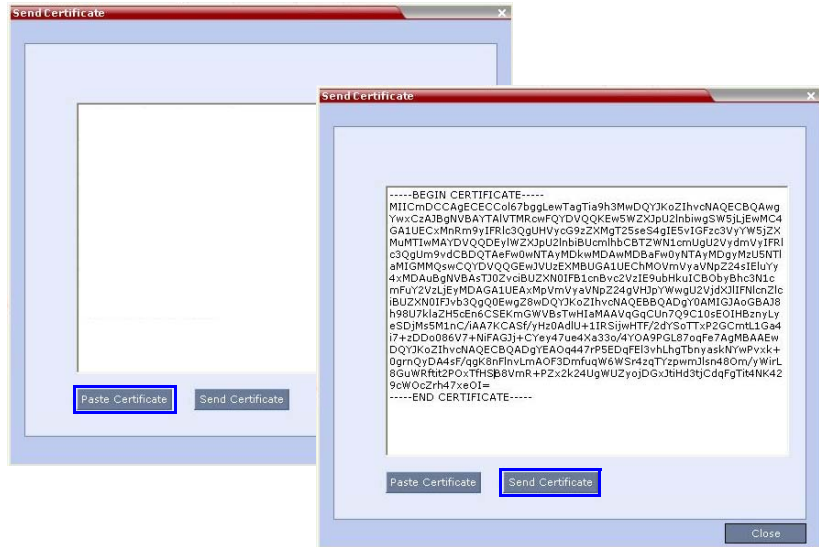 Send Certificate
Paste Certificate
Send Certificate
Send Certificate
-----BEGIN CERTIFICATE-----
MIICmDCCAgECECCol67bggLewTagTia9h3MwDQYJKoZIhvcNAQECBQAwg
YwxCzAJBgNVBAYTAlVTMRcwFQYDVQQKEw5WZXJpU2lnbiwgSW5jLjEwMC4
GA1UECxMnRm9yIFRlc3QgUHVycG9zZXMgT25seS4gIE5vIGFzc3VyYW5jZX
MuMTIwMAYDVQQDEylWZXJpU2lnbiBUcmlhbCBTZWN1cmUgU2VydmVyIFRl
c3QgUm9vdCBDQTAeFw0wNTAyMDkwMDAwMDBaFw0yNTAyMDgyMzU5NTl
aMIGMMQswCQYDVQQGEwJVUzEXMBUGA1UEChMOVmVyaVNpZ24sIEluYy
4xMDAuBgNVBAsTJ0ZvciBUZXN0IFB1cnBvc2VzIE9ubHkuICBObyBhc3N1c
mFuY2VzLjEyMDAGA1UEAxMpVmVyaVNpZ24gVHJpYWwgU2VjdXJlIFNlcnZlc
iBUZXN0IFJvb3QgQ0EwgZ8wDQYJKoZIhvcNAQEBBQADgY0AMIGJAoGBAJ8
h98U7klaZH5cEn6CSEKmGWVBsTwHIaMAAVqGqCUn7Q9C10sEOIHBznyLy
eSDjMs5M1nC/iAA7KCASf/yHz0AdlU+1IRSijwHTF/2dYSoTTxP2GCmtL1Ga4
i7+zDDo086V7+NiFAGJj+CYey47ue4Xa33o/4YOA9PGL87oqFe7AgMBAAEw
DQYJKoZIhvcNAQECBQADgYEAOq447rP5EDqFEl3vhLhgTbnyaskNYwPvxk+
0grnQyDA4sF/qgK8nFlnvLmAOF3DmfuqW6WSr4zqTYzpwmJlsn48Om/yWirL
8GuWRftit2POxTfHSB8VmR+PZx2k24UgWUZyojDGxJtiHd3tjCdqFgTit4NK42
9cWOcZrh47xeOI=
-----END CERTIFICATE-----
Paste Certificate
Send Certificate
Close